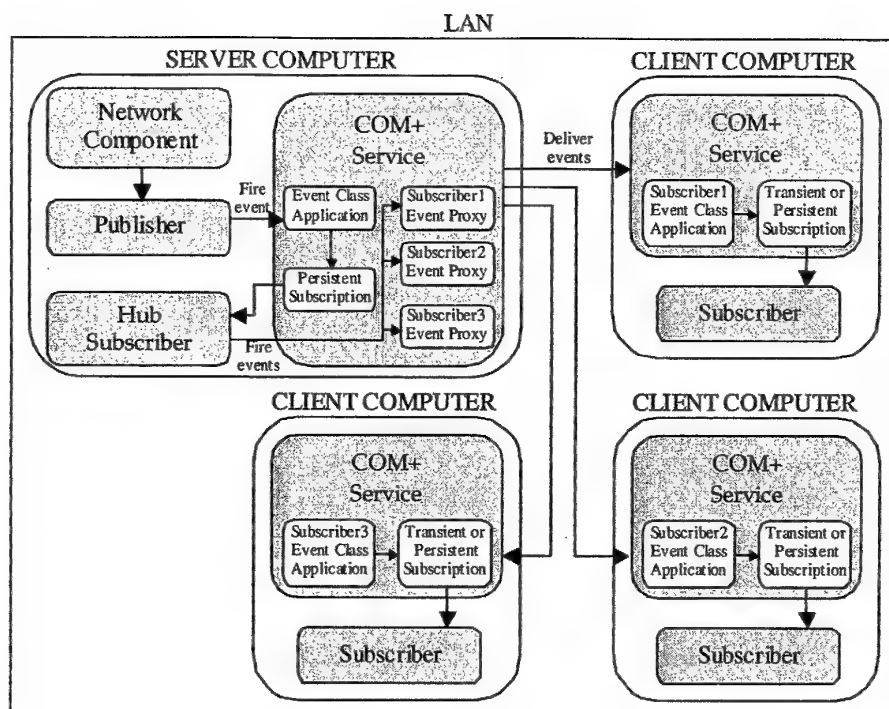 LAN
SERVER COMPUTER
Network
Component
Publisher
Hub
Subscriber
Fire
event
Fire
events
COM+
Service
Event Class
Application
Persistent
Subscription
Subscriber1
Event Proxy
Subscriber2
Event Proxy
Subscriber3
Event Proxy
Deliver
events
CLIENT COMPUTER
COM+
Service
Subscriber1
Event Class
Application
Transient or
Persistent
Subscription
Subscriber
CLIENT COMPUTER
COM+
Service
Subscriber3
Event Class
Application
Transient or
Persistent
Subscription
Subscriber
CLIENT COMPUTER
COM+
Service
Subscriber2
Event Class
Application
Transient or
Persistent
Subscription
Subscriber